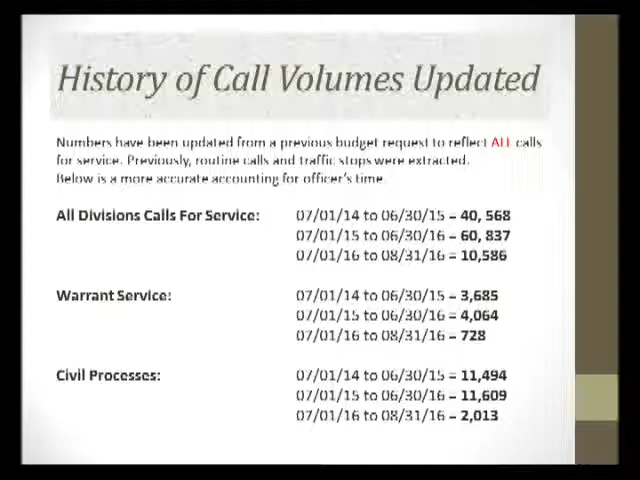 History of Call Volumes Updated
Numbers have been updated from a previous budget request to reflect ALL calls
for service. Previously, routine calls and traffic stops were extracted.
Below is a more accurate accounting for officer's time.
All Divisions Calls For Service: 07/01/14 to 06/30/15 – 40, 568
07/01/15 to 06/30/16 – 60, 837
07/01/16 to 08/31/16 = 10,586
Warrant Service: 07/01/14 to 06/30/15 – 3,685
07/01/15 to 06/30/16 = 4,064
07/01/16 to 08/31/16 – 728
Civil Processes: 07/01/14 to 06/30/15 = 11,494
07/01/15 to 06/30/16 – 11,609
07/01/16 to 08/31/16 – 2,013